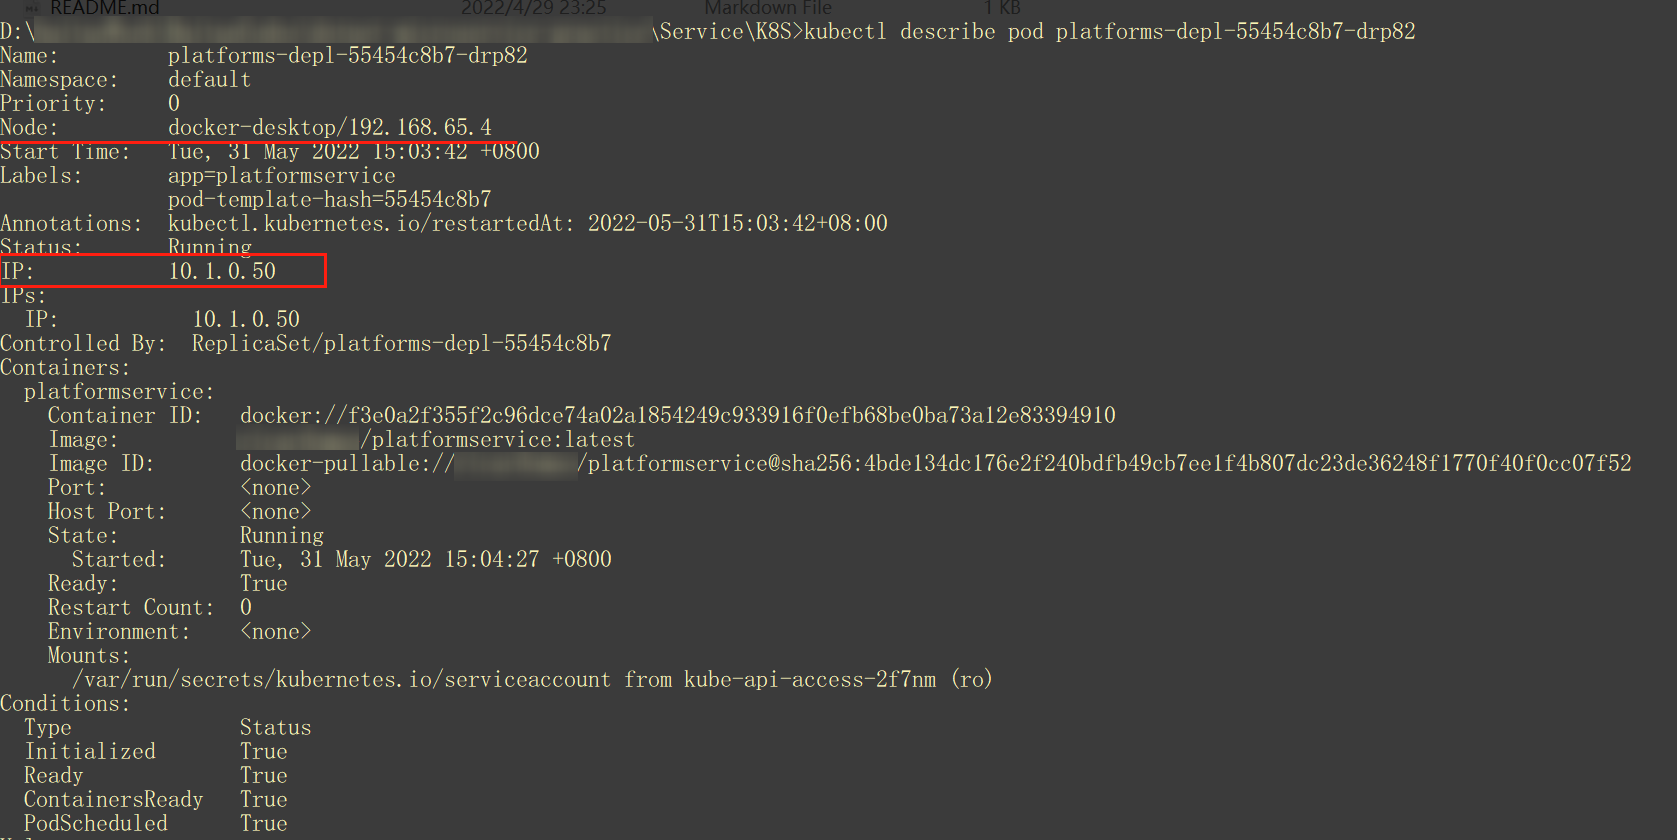 README.md 2022/4/29 23:25 Markdown File 1 KB
D:\ \Service\K8S>kubectl describe pod platforms-depl-55454c8b7-drp82
Name: platforms-depl-55454c8b7-drp82
Namespace: default
Priority: 0
Node: docker-desktop/192.168.65.4
Start Time: Tue, 31 May 2022 15:03:42 +0800
Labels: app=platformservice
pod-template-hash=55454c8b7
Annotations: kubectl.kubernetes.io/restartedAt: 2022-05-31T15:03:42+08:00
Status: Running
IP: 10.1.0.50
IPs:
IP: 10.1.0.50
Controlled By: ReplicaSet/platforms-depl-55454c8b7
Containers:
platformservice:
Container ID: docker://f3e0a2f355f2c96dce74a02a1854249c933916f0efb68be0ba73a12e83394910
Image: /platformservice:latest
Image ID: docker-pullable:// /platformservice@sha256:4bde134dc176e2f240bdfb49cb7ee1f4b807dc23de36248f1770f40f0cc07f52
Port: <none>
Host Port: <none>
State: Running
Started: Tue, 31 May 2022 15:04:27 +0800
Ready: True
Restart Count: 0
Environment: <none>
Mounts:
/var/run/secrets/kubernetes.io/serviceaccount from kube-api-access-2f7nm (ro)
Conditions:
Type Status
Initialized True
Ready True
ContainersReady True
PodScheduled True